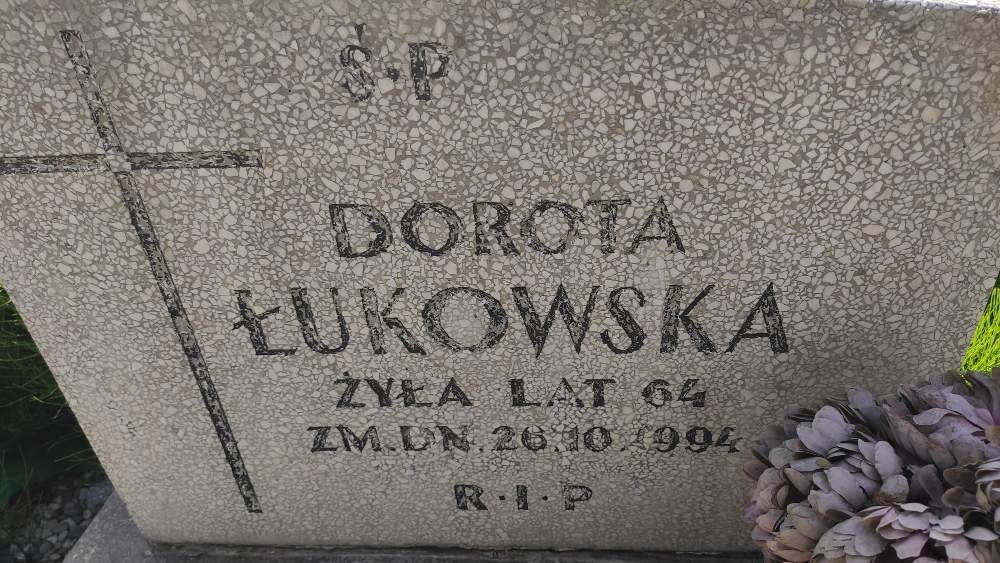 Ś.P
DOROTA
ŁUKOWSKA
ŻYŁA LAT 64
ZM.DN.26.10.1994
R·I·P